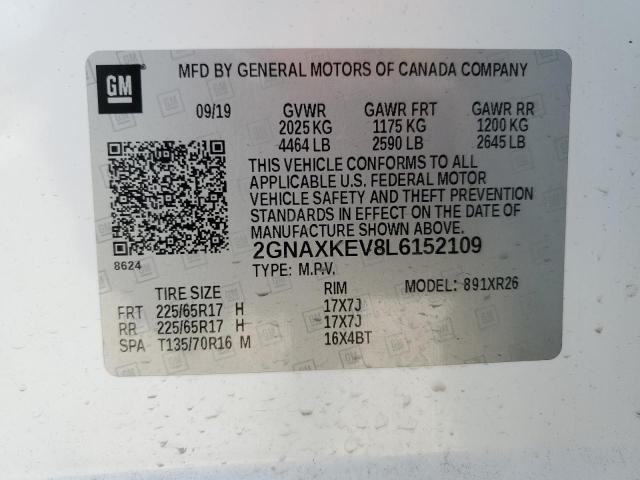 GM
MFD BY GENERAL MOTORS OF CANADA COMPANY
09/19 GVWR GAWR FRT GAWR RR
2025 KG 1175 KG 1200 KG
4464 LB 2590 LB 2645 LB
THIS VEHICLE CONFORMS TO ALL
APPLICABLE U.S. FEDERAL MOTOR
VEHICLE SAFETY AND THEFT PREVENTION
STANDARDS IN EFFECT ON THE DATE
OF MANUFACTURE SHOWN ABOVE.
2GNAXKEV8L6152109
8624
TYPE: M.P.V.
TIRE SIZE RIM MODEL: 891XR26
FRT 225/65R17 H 17X7J
RR 225/65R17 H 17X7J
SPA T135/70R16 M 16X4BT